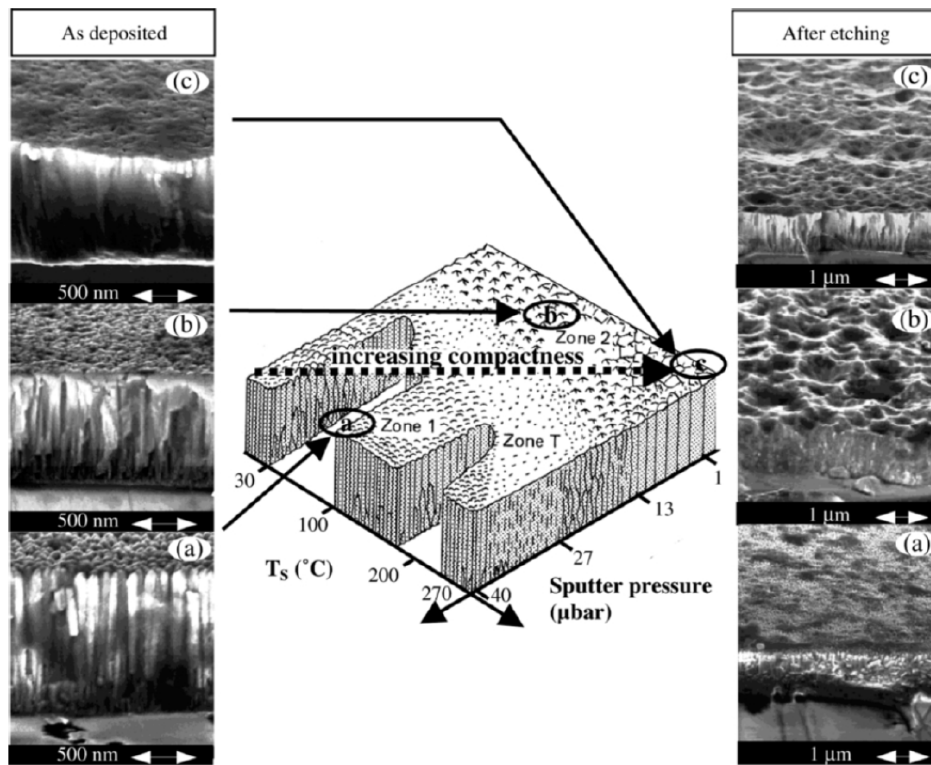 As deposited
(c)
500 nm
(b)
500 nm
(a)
500 nm
b
Zone 2
increasing compactness
c
a
Zone 1
Zone T
30
100
200
270
T_S (°C)
40
27
13
1
Sputter pressure
(µbar)
After etching
(c)
1 µm
(b)
1 µm
(a)
1 µm